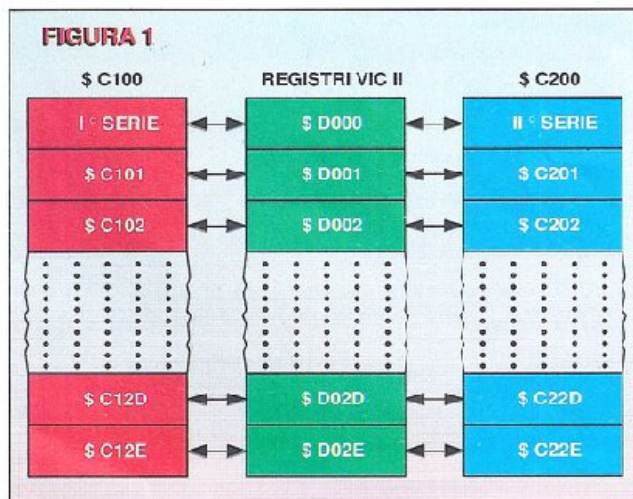 FIGURA 1
$ C100 REGISTRI VIC II $ C200
I° SERIE $ D000 II° SERIE
$ C101 $ D001 $ C201
$ C102 $ D002 $ C202
$ C12D $ D02D $ C22D
$ C12E $ D02E $ C22E